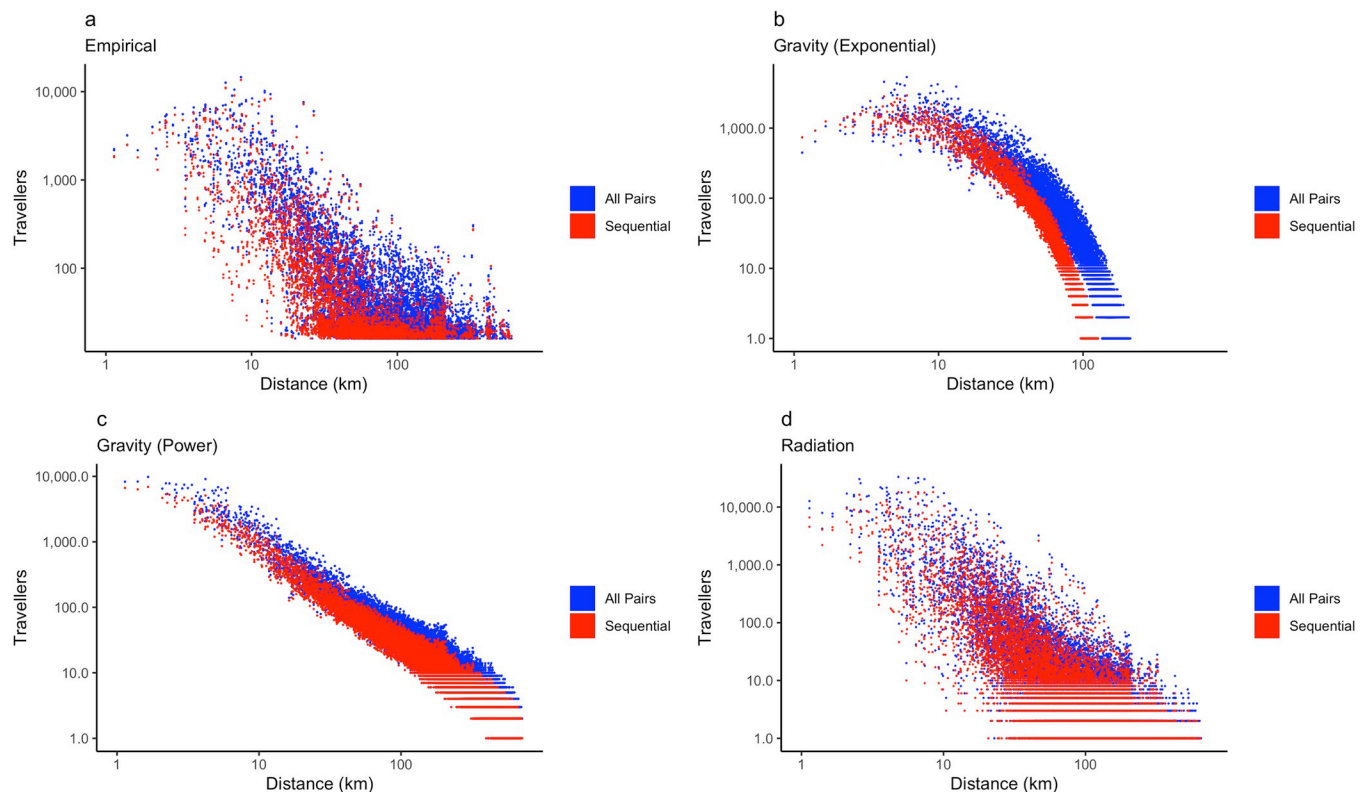 a
Empirical
10,000
1,000
100
Travellers
1
10
100
Distance (km)
All Pairs
Sequential
b
Gravity (Exponential)
1,000.0
100.0
10.0
1.0
Travellers
1
10
100
Distance (km)
All Pairs
Sequential
c
Gravity (Power)
10,000.0
1,000.0
100.0
10.0
1.0
Travellers
1
10
100
Distance (km)
All Pairs
Sequential
d
Radiation
10,000.0
1,000.0
100.0
10.0
1.0
Travellers
1
10
100
Distance (km)
All Pairs
Sequential